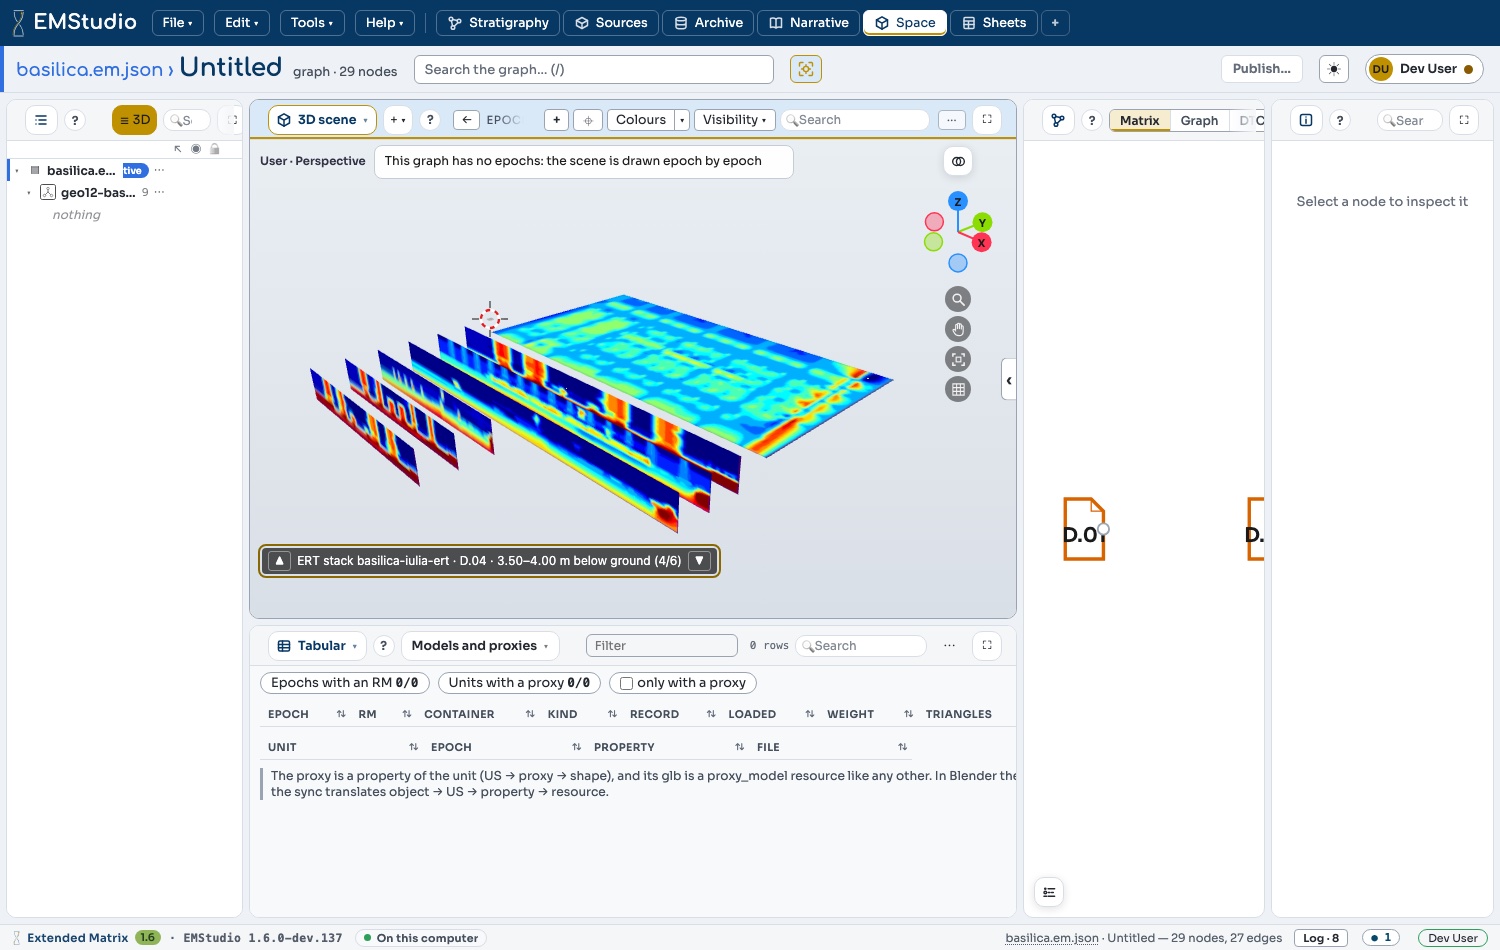 EMStudio File Edit Tools Help Stratigraphy Sources Archive Narrative Space Sheets +
basilica.em.json › Untitled graph · 29 nodes Search the graph... (/) Publish... DU Dev User
? ≡ 3D
3D scene + ? ← EPOC + Colours Visibility Search ...
? Matrix Graph
? Sear
User · Perspective This graph has no epochs: the scene is drawn epoch by epoch
basilica.e... tive ...
geo12-bas... 9 ...
nothing
Z
Y
X
Select a node to inspect it
ERT stack basilica-iulia-ert · D.04 · 3.50–4.00 m below ground (4/6)
Tabular ? Models and proxies Filter 0 rows Search ...
Epochs with an RM 0/0 Units with a proxy 0/0 only with a proxy
EPOCH RM CONTAINER KIND RECORD LOADED WEIGHT TRIANGLES
UNIT EPOCH PROPERTY FILE
The proxy is a property of the unit (US → proxy → shape), and its glb is a proxy_model resource like any other. In Blender the
the sync translates object → US → property → resource.
D.01
D.
Extended Matrix 1.6 · EMStudio 1.6.0-dev.137 On this computer basilica.em.json · Untitled — 29 nodes, 27 edges Log · 8 1 Dev User